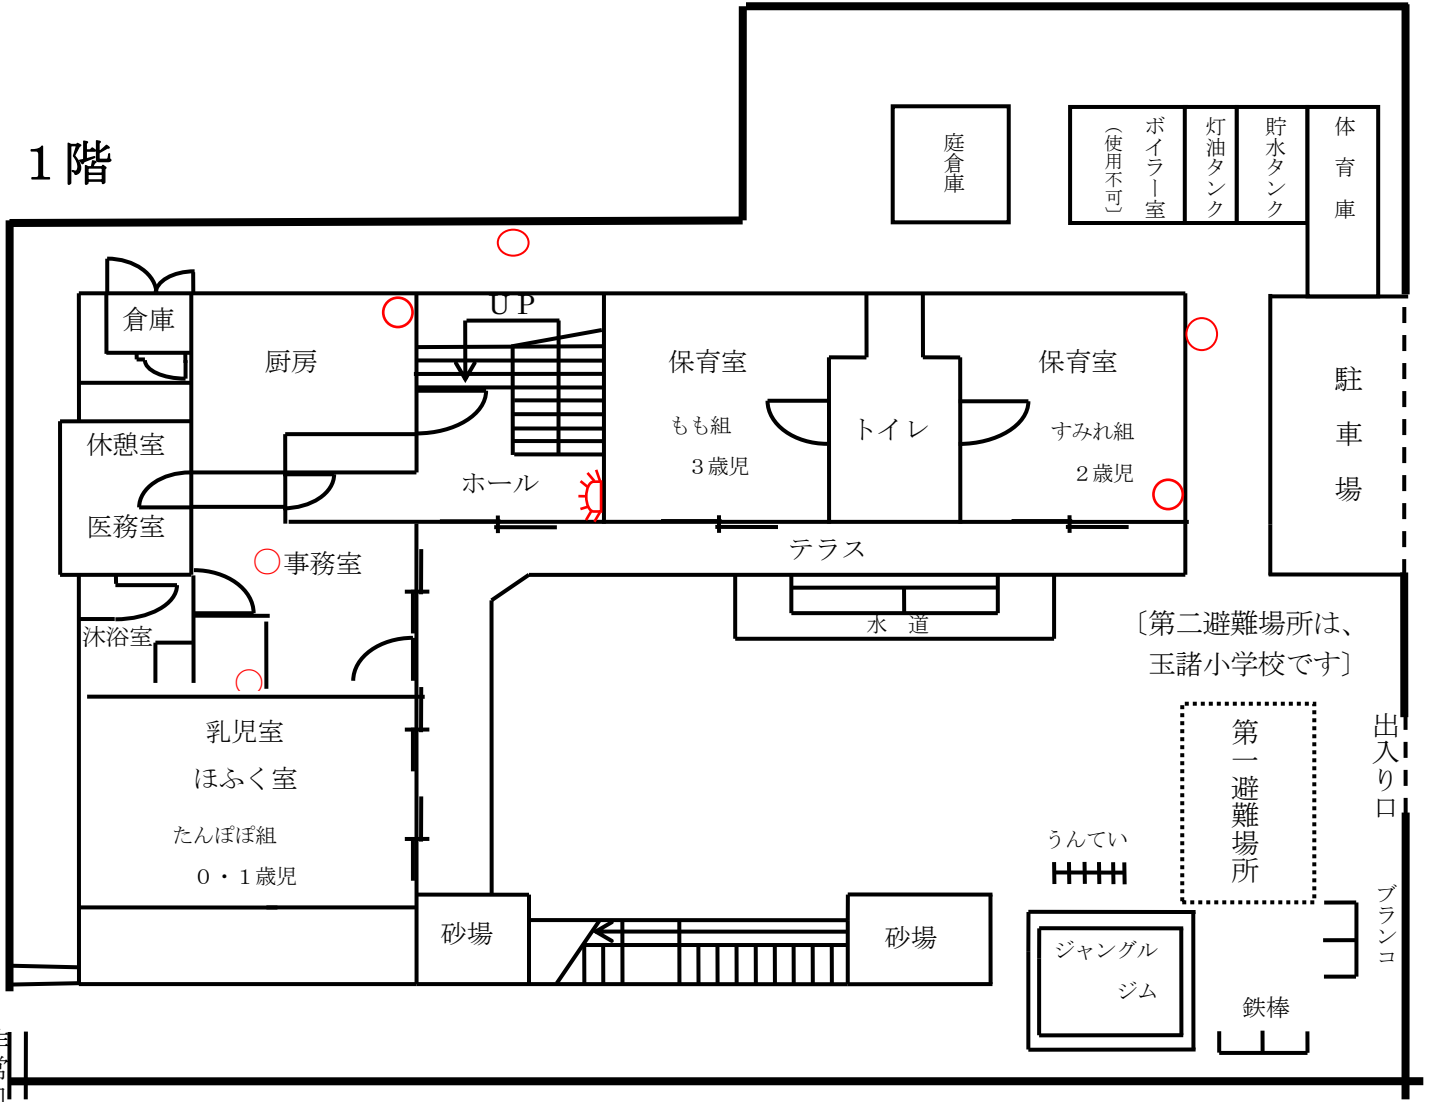 １階
庭倉庫
ボイラー室
（使用不可〕
灯油タンク
貯水タンク
体育庫
倉庫
厨房
ＵＰ
保育室
もも組
３歳児
トイレ
保育室
すみれ組
２歳児
駐車場
休憩室
医務室
ホール
テラス
事務室
沐浴室
水　道
〔第二避難場所は、
玉諸小学校です〕
乳児室
ほふく室
たんぽぽ組
０・１歳児
第一避難場所
出入り口
うんてい
ブランコ
砂場
砂場
ジャングル
ジム
鉄棒